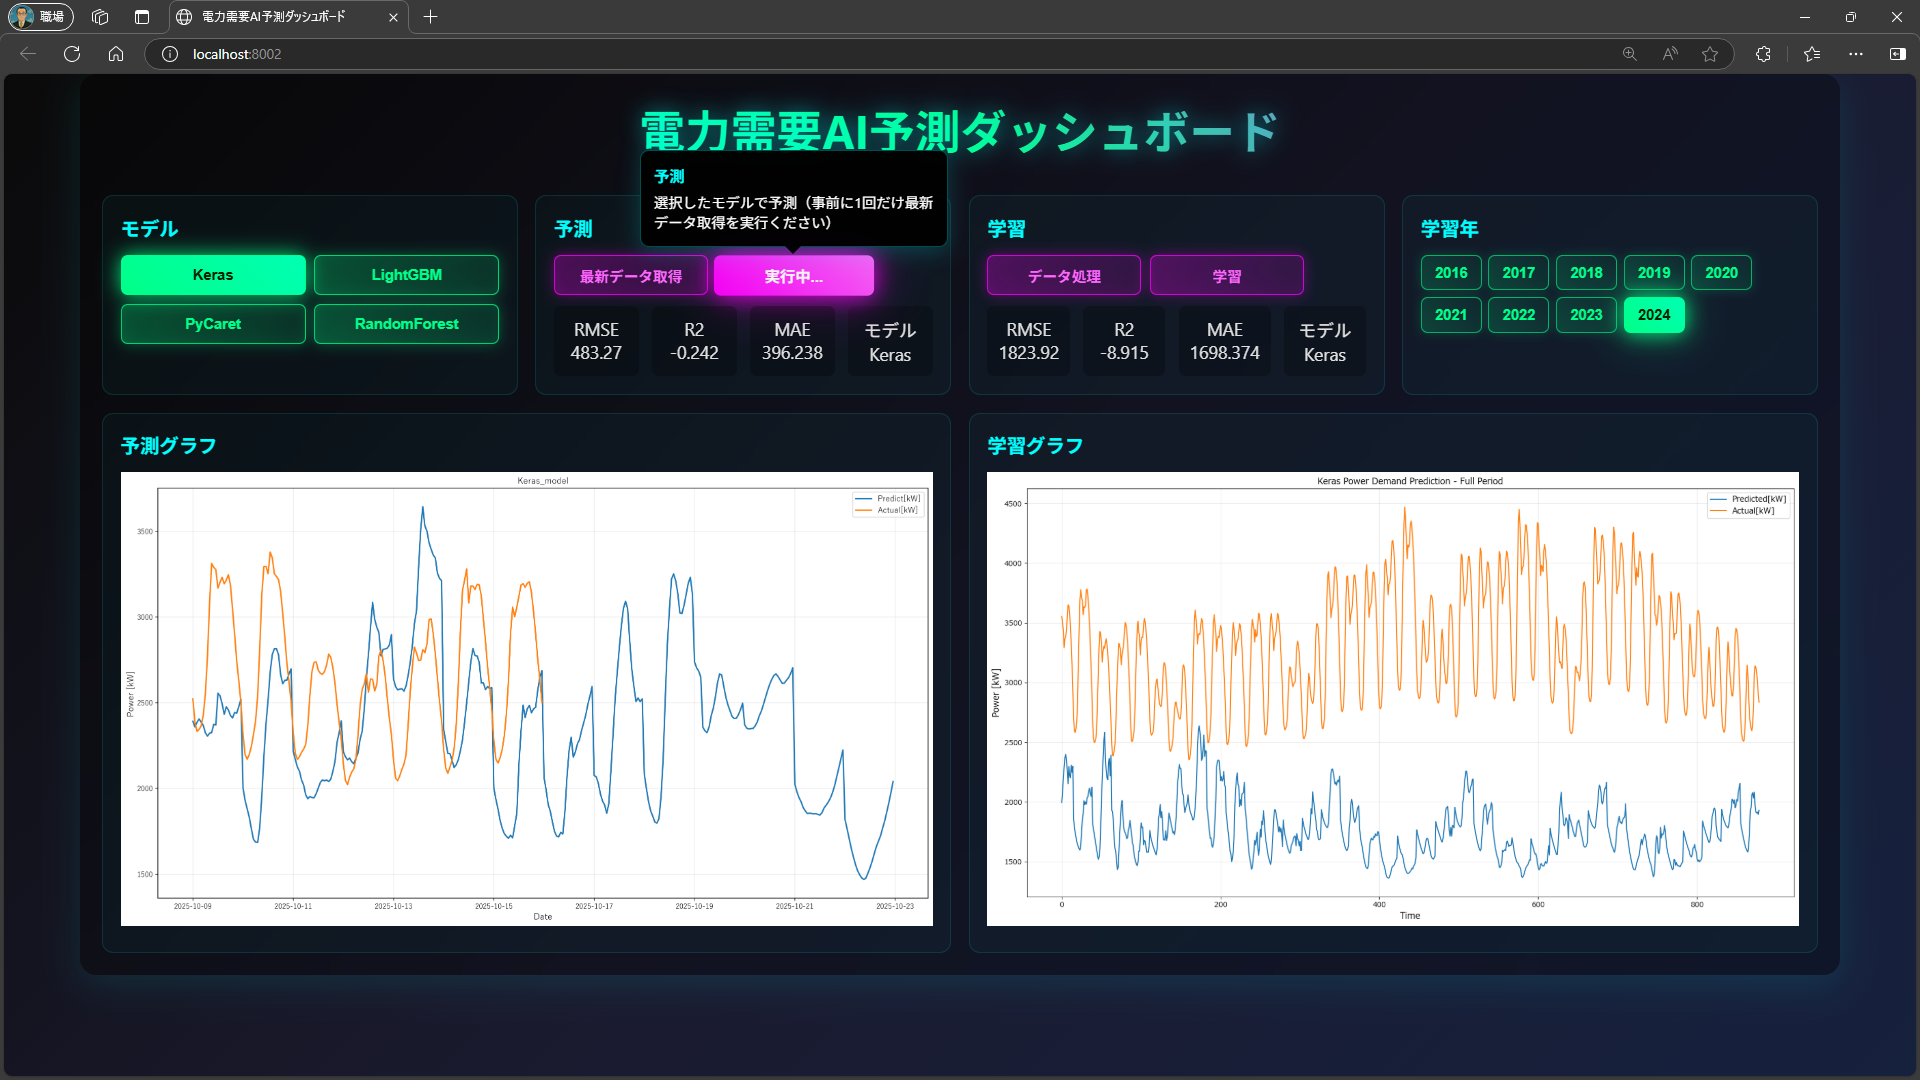 職場
電力需要AI予測ダッシュボード
localhost:8002
電力需要AI予測ダッシュボード
モデル
Keras
LightGBM
PyCaret
RandomForest
予測
予測
選択したモデルで予測（事前に1回だけ最新
データ取得を実行ください）
最新データ取得
実行中...
RMSE
483.27
R2
-0.242
MAE
396.238
モデル
Keras
学習
データ処理
学習
RMSE
1823.92
R2
-8.915
MAE
1698.374
モデル
Keras
学習年
2016
2017
2018
2019
2020
2021
2022
2023
2024
予測グラフ
Keras_model
Predict[kW]
Actual[kW]
3500
3000
2500
2000
1500
Power [kW]
2025-10-09
2025-10-11
2025-10-13
2025-10-15
2025-10-17
2025-10-19
2025-10-21
2025-10-23
Date
学習グラフ
Keras Power Demand Prediction - Full Period
Predicted[kW]
Actual[kW]
4500
4000
3500
3000
2500
2000
1500
Power [kW]
0
200
400
600
800
Time